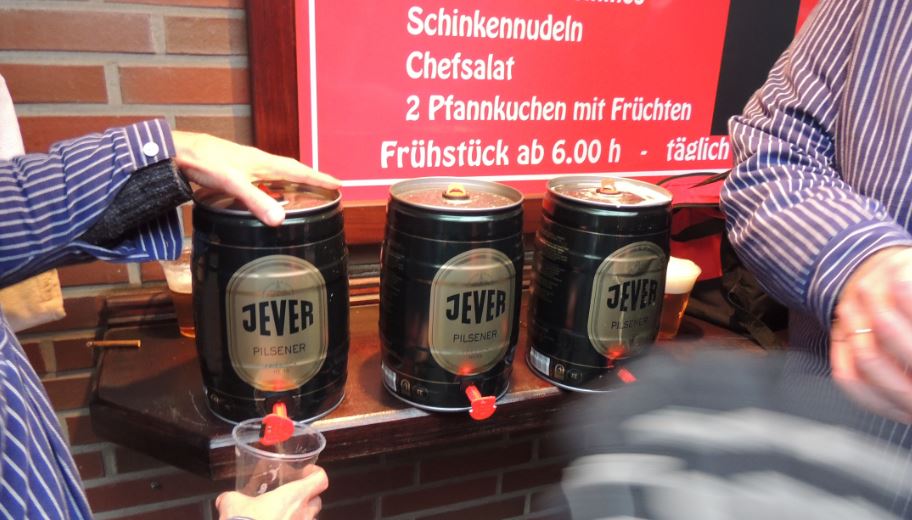 Schinkennudeln
Chefsalat
2 Pfannkuchen mit Früchten
Frühstück ab 6.00 h - täglich
JEVER
PILSENER
JEVER
PILSENER
JEVER
PILSENER